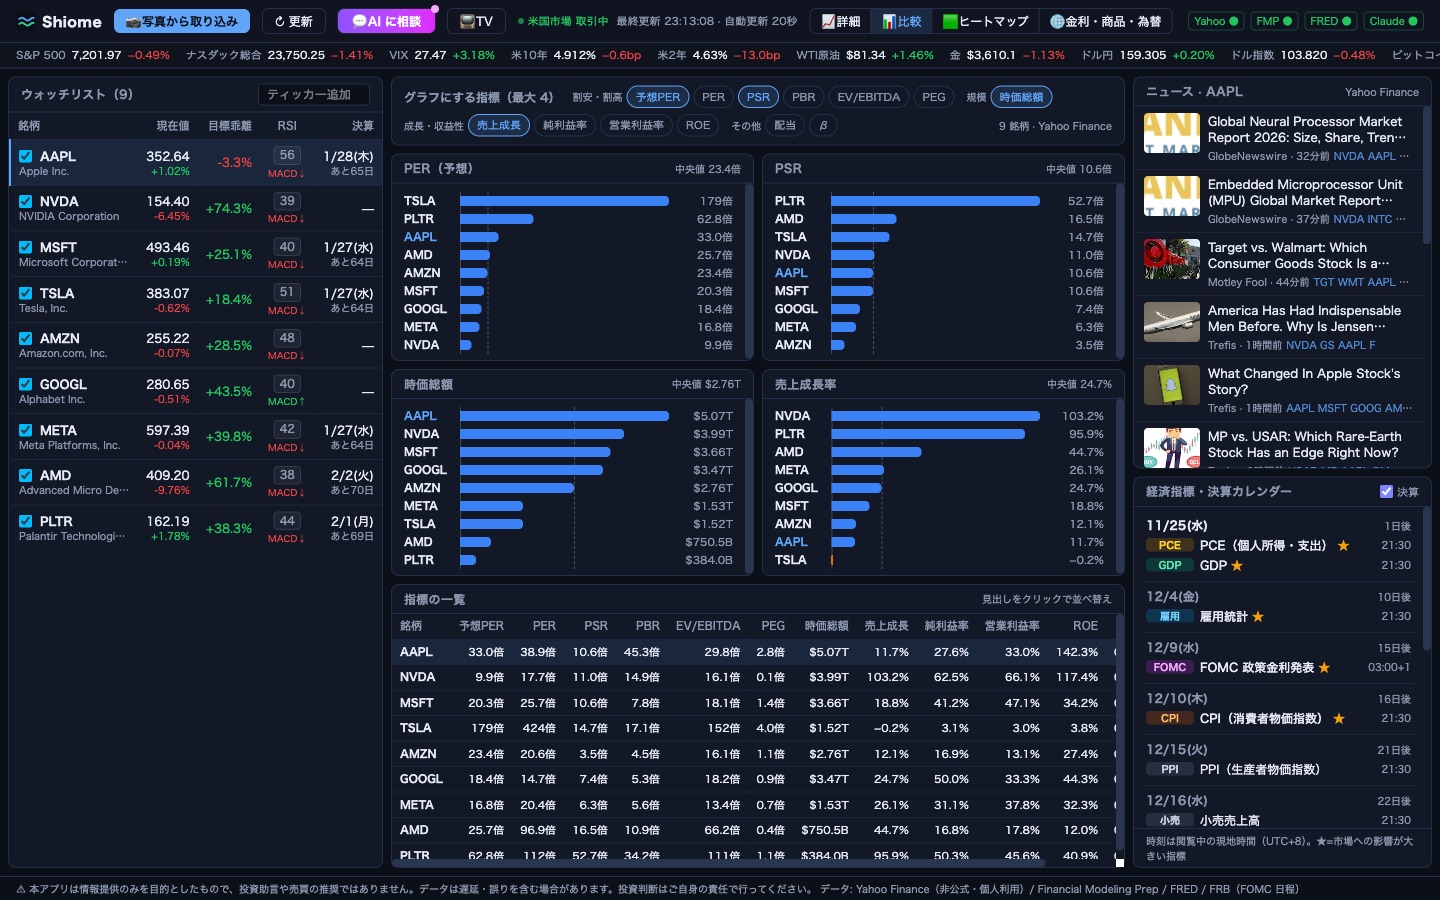 Shiome
📷写真から取り込み
↻ 更新
💬AI に相談
📺TV
● 米国市場 取引中 最終更新 23:13:08 · 自動更新 20秒
📈詳細
📊比較
🟩ヒートマップ
🌐金利・商品・為替
Yahoo ●
FMP ●
FRED ●
Claude ●
S&P 500 7,201.97 −0.49%
ナスダック総合 23,750.25 −1.41%
VIX 27.47 +3.18%
米10年 4.912% −0.6bp
米2年 4.63% −13.0bp
WTI原油 $81.34 +1.46%
金 $3,610.1 −1.13%
ドル円 159.305 +0.20%
ドル指数 103.820 −0.48%
ビットコ
ウォッチリスト（9）
ティッカー追加
銘柄 現在値 目標乖離 RSI 決算
AAPL 352.64 -3.3% 56 1/28(木)
Apple Inc. +1.02% MACD↓ あと65日
NVDA 154.40 +74.3% 39 —
NVIDIA Corporation -6.45% MACD↓
MSFT 493.46 +25.1% 40 1/27(水)
Microsoft Corporat… +0.19% MACD↓ あと64日
TSLA 383.07 +18.4% 51 1/27(水)
Tesla, Inc. -0.62% MACD↓ あと64日
AMZN 255.22 +28.5% 48 —
Amazon.com, Inc. -0.07% MACD↓
GOOGL 280.65 +43.5% 40 —
Alphabet Inc. -0.51% MACD↑
META 597.39 +39.8% 42 1/27(水)
Meta Platforms, Inc. -0.04% MACD↓ あと64日
AMD 409.20 +61.7% 38 2/2(火)
Advanced Micro De… -9.76% MACD↓ あと70日
PLTR 162.19 +38.3% 44 2/1(月)
Palantir Technologi… +1.78% MACD↓ あと69日
グラフにする指標（最大 4） 割安・割高 予想PER PER PSR PBR EV/EBITDA PEG 規模 時価総額
成長・収益性 売上成長 純利益率 営業利益率 ROE その他 配当 β 9 銘柄 · Yahoo Finance
PER（予想） 中央値 23.4倍
TSLA 179倍
PLTR 62.8倍
AAPL 33.0倍
AMD 25.7倍
AMZN 23.4倍
MSFT 20.3倍
GOOGL 18.4倍
META 16.8倍
NVDA 9.9倍
PSR 中央値 10.6倍
PLTR 52.7倍
AMD 16.5倍
TSLA 14.7倍
NVDA 11.0倍
AAPL 10.6倍
MSFT 10.6倍
GOOGL 7.4倍
META 6.3倍
AMZN 3.5倍
時価総額 中央値 $2.76T
AAPL $5.07T
NVDA $3.99T
MSFT $3.66T
GOOGL $3.47T
AMZN $2.76T
META $1.53T
TSLA $1.52T
AMD $750.5B
PLTR $384.0B
売上成長率 中央値 24.7%
NVDA 103.2%
PLTR 95.9%
AMD 44.7%
META 26.1%
GOOGL 24.7%
MSFT 18.8%
AMZN 12.1%
AAPL 11.7%
TSLA −0.2%
指標の一覧 見出しをクリックで並べ替え
銘柄 予想PER PER PSR PBR EV/EBITDA PEG 時価総額 売上成長 純利益率 営業利益率 ROE
AAPL 33.0倍 38.9倍 10.6倍 45.3倍 29.8倍 2.8倍 $5.07T 11.7% 27.6% 33.0% 142.3%
NVDA 9.9倍 17.7倍 11.0倍 14.9倍 16.1倍 0.1倍 $3.99T 103.2% 62.5% 66.1% 117.4%
MSFT 20.3倍 25.7倍 10.6倍 7.8倍 18.1倍 1.4倍 $3.66T 18.8% 41.2% 47.1% 34.2%
TSLA 179倍 424倍 14.7倍 17.1倍 152倍 4.0倍 $1.52T −0.2% 3.1% 3.0% 3.8%
AMZN 23.4倍 20.6倍 3.5倍 4.5倍 16.1倍 1.1倍 $2.76T 12.1% 16.9% 13.1% 27.4%
GOOGL 18.4倍 14.7倍 7.4倍 5.3倍 18.2倍 0.9倍 $3.47T 24.7% 50.0% 33.3% 44.3%
META 16.8倍 20.4倍 6.3倍 5.6倍 13.4倍 0.7倍 $1.53T 26.1% 31.1% 37.8% 32.3%
AMD 25.7倍 96.9倍 16.5倍 10.9倍 66.2倍 0.4倍 $750.5B 44.7% 16.8% 17.8% 12.0%
PLTR 62.8倍 112倍 52.7倍 34.2倍 111倍 1.1倍 $384.0B 95.9% 50.3% 45.6% 40.9%
ニュース · AAPL Yahoo Finance
Global Neural Processor Market
Report 2026: Size, Share, Tren…
GlobeNewswire · 32分前 NVDA AAPL …
Embedded Microprocessor Unit
(MPU) Global Market Report…
GlobeNewswire · 37分前 NVDA INTC …
Target vs. Walmart: Which
Consumer Goods Stock Is a…
Motley Fool · 44分前 TGT WMT AAPL …
America Has Had Indispensable
Men Before. Why Is Jensen…
Trefis · 1時間前 NVDA GS AAPL F
What Changed In Apple Stock's
Story?
Trefis · 1時間前 AAPL MSFT GOOG AM…
MP vs. USAR: Which Rare-Earth
Stock Has an Edge Right Now?
経済指標・決算カレンダー 決算
11/25(水) 1日後
PCE PCE（個人所得・支出） ★ 21:30
GDP GDP ★ 21:30
12/4(金) 10日後
雇用 雇用統計 ★ 21:30
12/9(水) 15日後
FOMC FOMC 政策金利発表 ★ 03:00+1
12/10(木) 16日後
CPI CPI（消費者物価指数） ★ 21:30
12/15(火) 21日後
PPI PPI（生産者物価指数） 21:30
12/16(水) 22日後
小売 小売売上高 21:30
時刻は閲覧中の現地時間（UTC+8）。★=市場への影響が大
きい指標
⚠ 本アプリは情報提供のみを目的としたもので、投資助言や売買の推奨ではありません。データは遅延・誤りを含む場合があります。投資判断はご自身の責任で行ってください。 データ: Yahoo Finance（非公式・個人利用）/ Financial Modeling Prep / FRED / FRB（FOMC 日程）